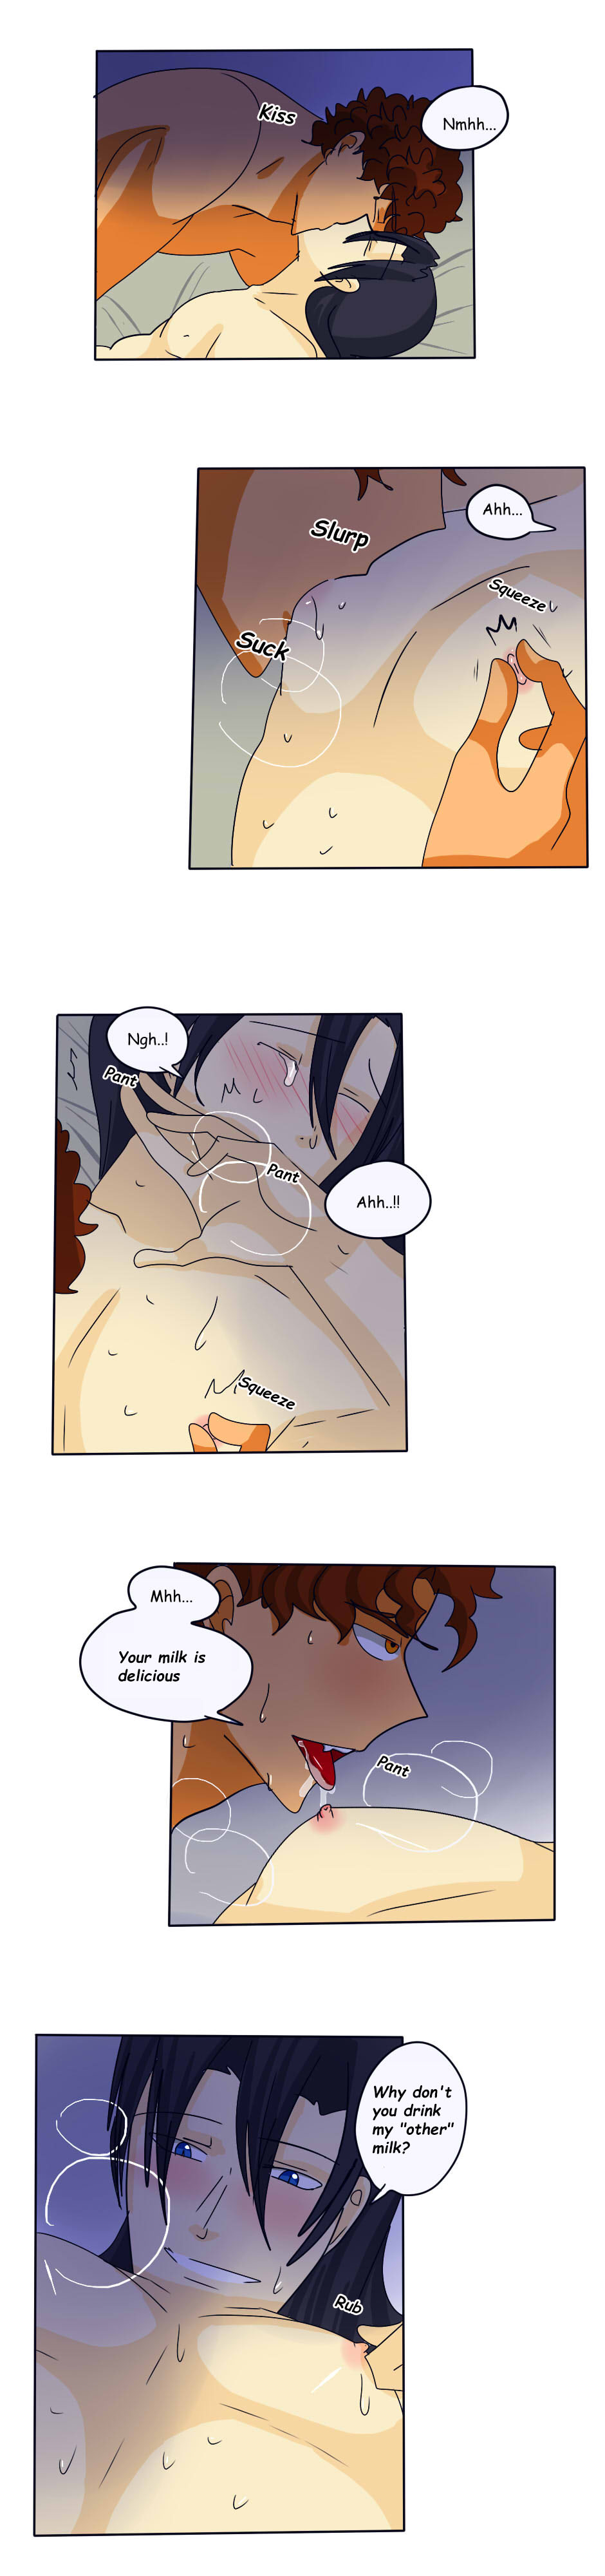 Kiss
Nmhh...
Ahh...
Slurp
Squeeze
Suck
Ngh..!
Pant
Pant
Ahh..!!
Squeeze
Mhh...
Your milk is
delicious
Pant
Why don't
you drink
my "other"
milk?
Rub